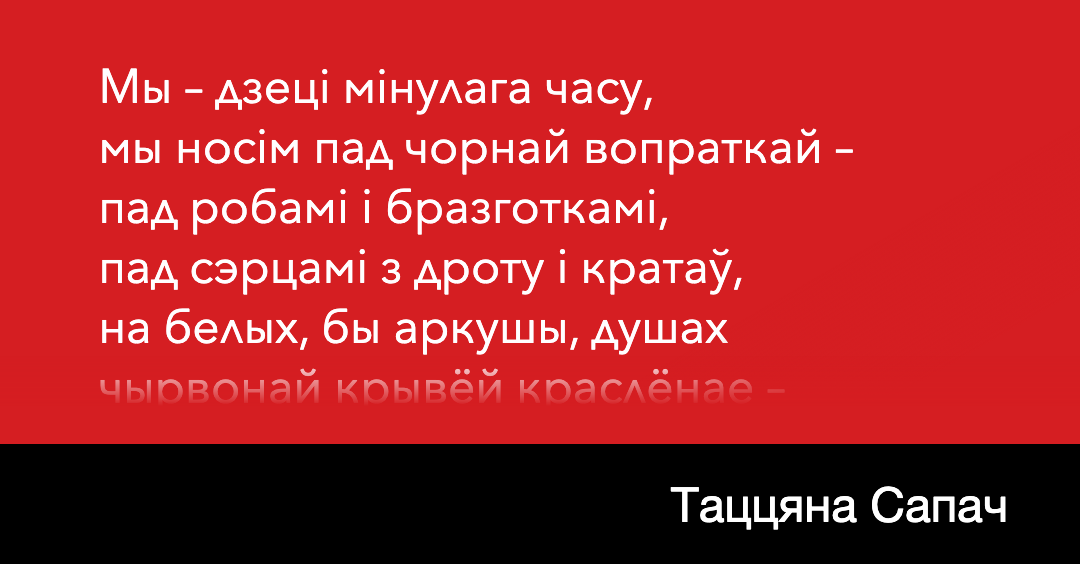 Мы – дзеці мінулага часу,
мы носім пад чорнай вопраткай –
пад робамі і бразготкамі,
пад сэрцамі з дроту і кратаў,
на белых, бы аркушы, душах
чырвонай крывёй краслёнае –
Таццяна Сапач